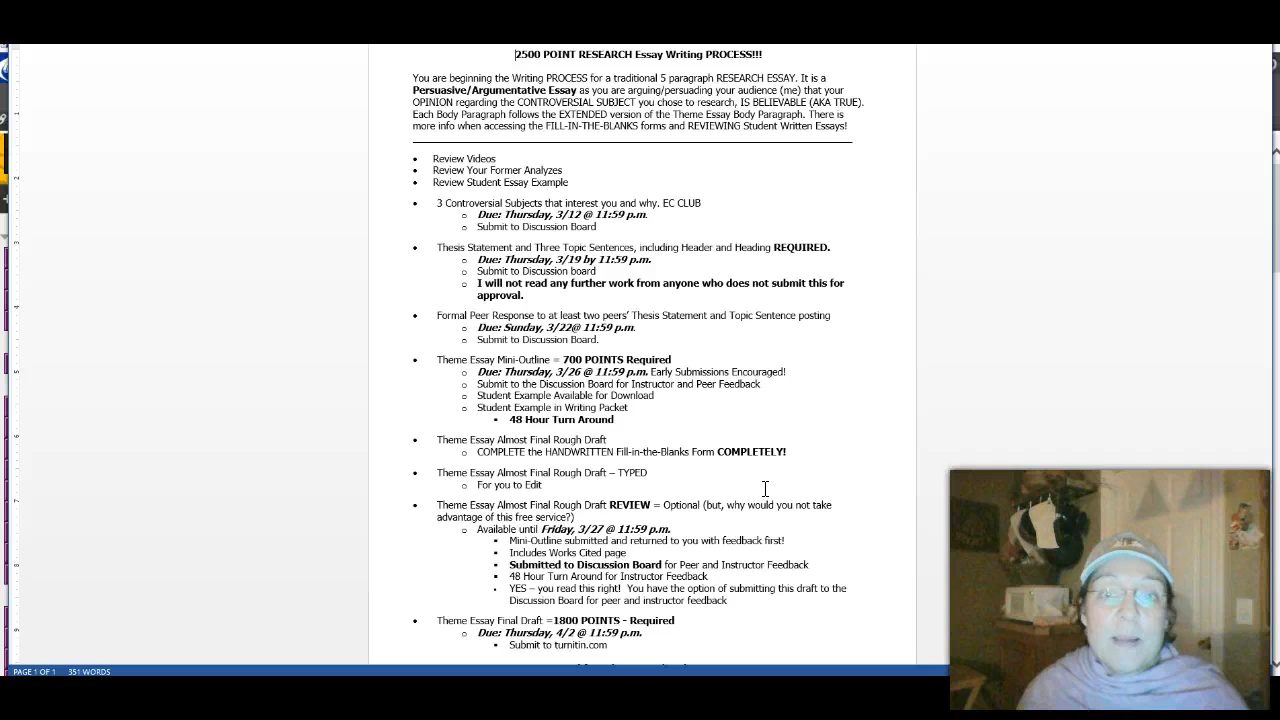 2500 POINT RESEARCH Essay Writing PROCESS!!!
You are beginning the Writing PROCESS for a traditional 5 paragraph RESEARCH ESSAY. It is a
Persuasive/Argumentative Essay as you are arguing/persuading your audience (me) that your
OPINION regarding the CONTROVERSIAL SUBJECT you chose to research, IS BELIEVABLE (AKA TRUE).
Each Body Paragraph follows the EXTENDED version of the Theme Essay Body Paragraph. There is
more info when accessing the FILL-IN-THE-BLANKS forms and REVIEWING Student Written Essays!
• Review Videos
• Review Your Former Analyzes
• Review Student Essay Example
• 3 Controversial Subjects that interest you and why. EC CLUB
o Due: Thursday, 3/12 @ 11:59 p.m.
o Submit to Discussion Board
• Thesis Statement and Three Topic Sentences, including Header and Heading REQUIRED.
o Due: Thursday, 3/19 by 11:59 p.m.
o Submit to Discussion board
o I will not read any further work from anyone who does not submit this for
approval.
• Formal Peer Response to at least two peers' Thesis Statement and Topic Sentence posting
o Due: Sunday, 3/22@ 11:59 p.m.
o Submit to Discussion Board.
• Theme Essay Mini-Outline = 700 POINTS Required
o Due: Thursday, 3/26 @ 11:59 p.m. Early Submissions Encouraged!
o Submit to the Discussion Board for Instructor and Peer Feedback
o Student Example Available for Download
o Student Example in Writing Packet
▪ 48 Hour Turn Around
• Theme Essay Almost Final Rough Draft
o COMPLETE the HANDWRITTEN Fill-in-the-Blanks Form COMPLETELY!
• Theme Essay Almost Final Rough Draft – TYPED
o For you to Edit
• Theme Essay Almost Final Rough Draft REVIEW = Optional (but, why would you not take
advantage of this free service?)
o Available until Friday, 3/27 @ 11:59 p.m.
▪ Mini-Outline submitted and returned to you with feedback first!
▪ Includes Works Cited page
▪ Submitted to Discussion Board for Peer and Instructor Feedback
▪ 48 Hour Turn Around for Instructor Feedback
▪ YES – you read this right! You have the option of submitting this draft to the
Discussion Board for peer and instructor feedback
• Theme Essay Final Draft =1800 POINTS - Required
o Due: Thursday, 4/2 @ 11:59 p.m.
▪ Submit to turnitin.com
PAGE 1 OF 1 351 WORDS